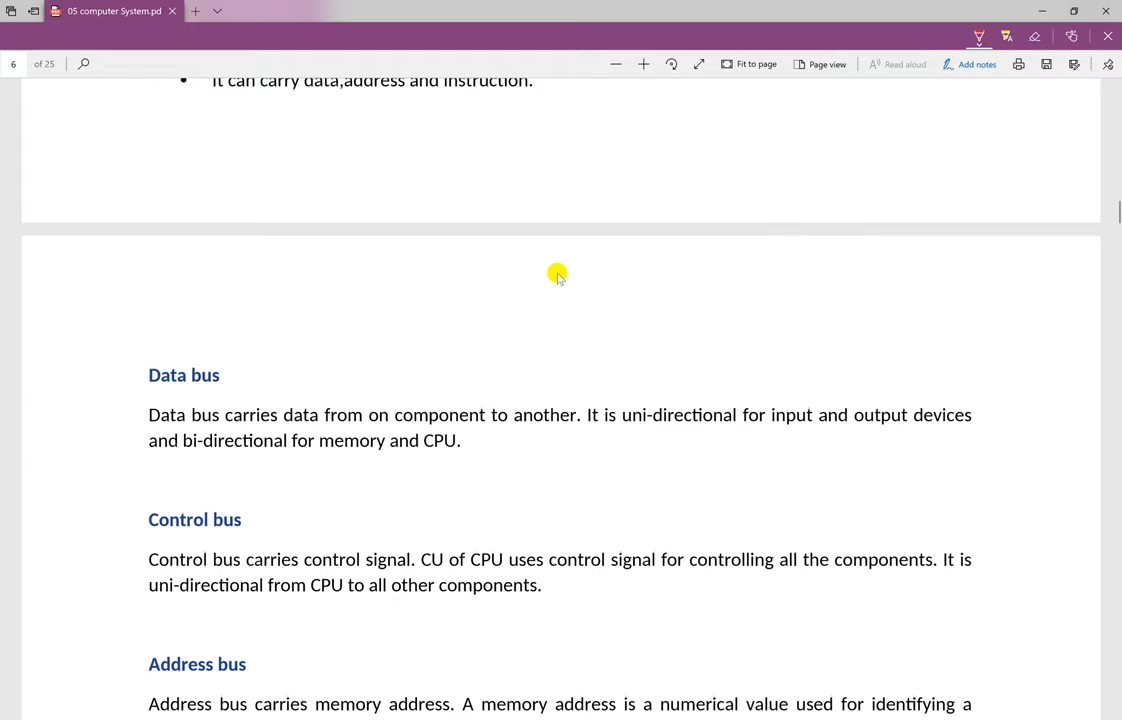 05 computer System.pd
6 of 25
Fit to page
Page view
Read aloud
Add notes
It can carry data,address and instruction.
Data bus
Data bus carries data from on component to another. It is uni-directional for input and output devices
and bi-directional for memory and CPU.
Control bus
Control bus carries control signal. CU of CPU uses control signal for controlling all the components. It is
uni-directional from CPU to all other components.
Address bus
Address bus carries memory address. A memory address is a numerical value used for identifying a